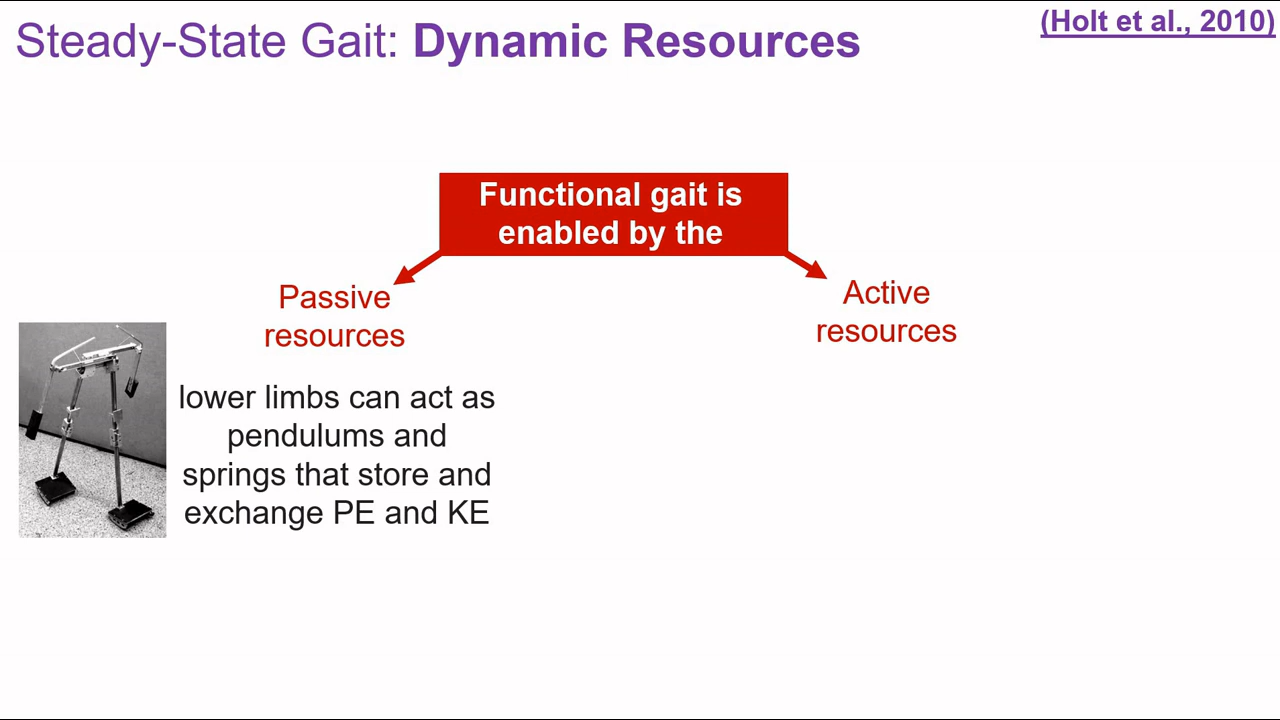 Steady-State Gait: Dynamic Resources
(Holt et al., 2010)
Functional gait is
enabled by the
Passive
resources
Active
resources
lower limbs can act as
pendulums and
springs that store and
exchange PE and KE